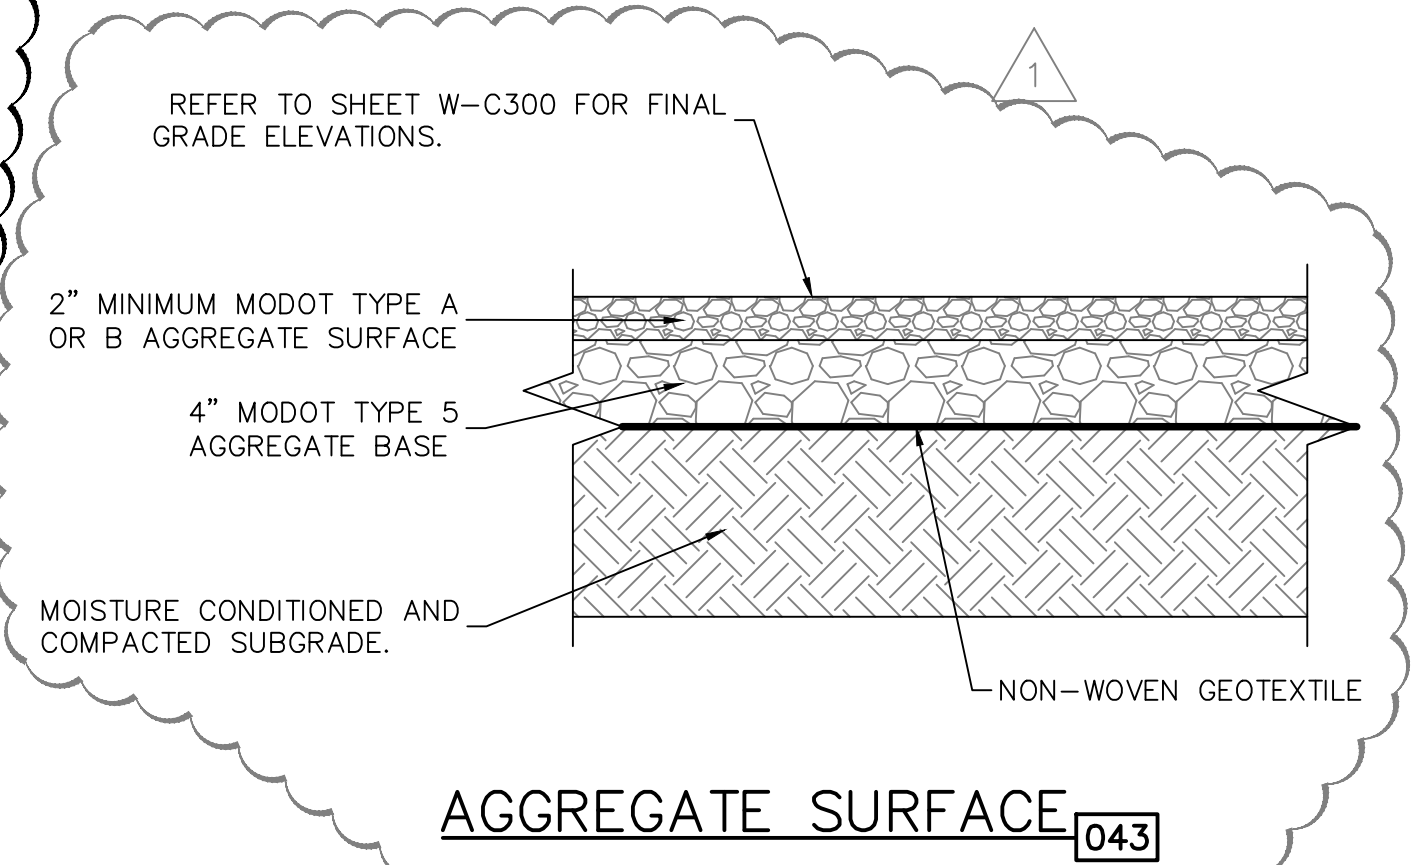 1
REFER TO SHEET W-C300 FOR FINAL
GRADE ELEVATIONS.
2" MINIMUM MODOT TYPE A
OR B AGGREGATE SURFACE
4" MODOT TYPE 5
AGGREGATE BASE
MOISTURE CONDITIONED AND
COMPACTED SUBGRADE.
NON-WOVEN GEOTEXTILE
AGGREGATE SURFACE 043